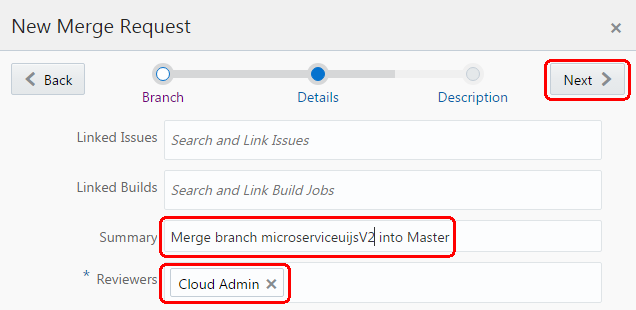 New Merge Request ×
Back
Next
Branch Details Description
Linked Issues Search and Link Issues
Linked Builds Search and Link Build Jobs
Summary Merge branch microserviceuijsV2 into Master
* Reviewers Cloud Admin ×